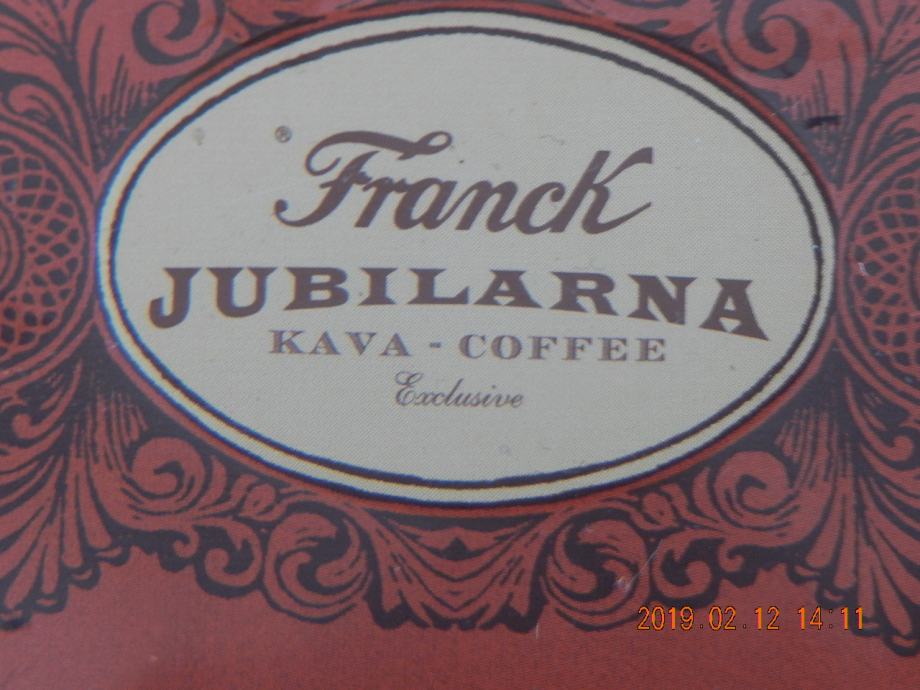 ® Franck
JUBILARNA
KAVA - COFFEE
Exclusive
2019.02.12 14:11